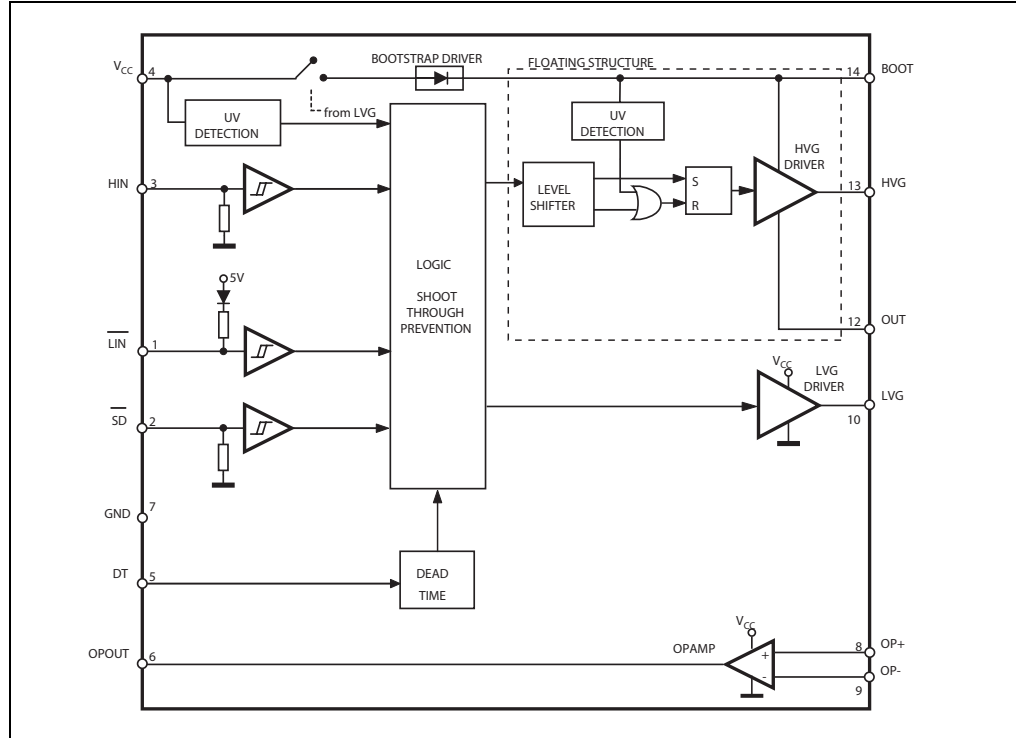 BOOTSTRAP DRIVER
FLOATING STRUCTURE
VCC
4
14
BOOT
from LVG
UV
DETECTION
UV
DETECTION
HVG
DRIVER
HIN
3
LEVEL
SHIFTER
S
R
13
HVG
LOGIC
SHOOT
THROUGH
PREVENTION
5V
12
OUT
LIN
1
VCC
LVG
DRIVER
LVG
10
SD
2
GND
7
DT
5
DEAD
TIME
VCC
OPOUT
6
OPAMP
+
-
8
OP+
OP-
9